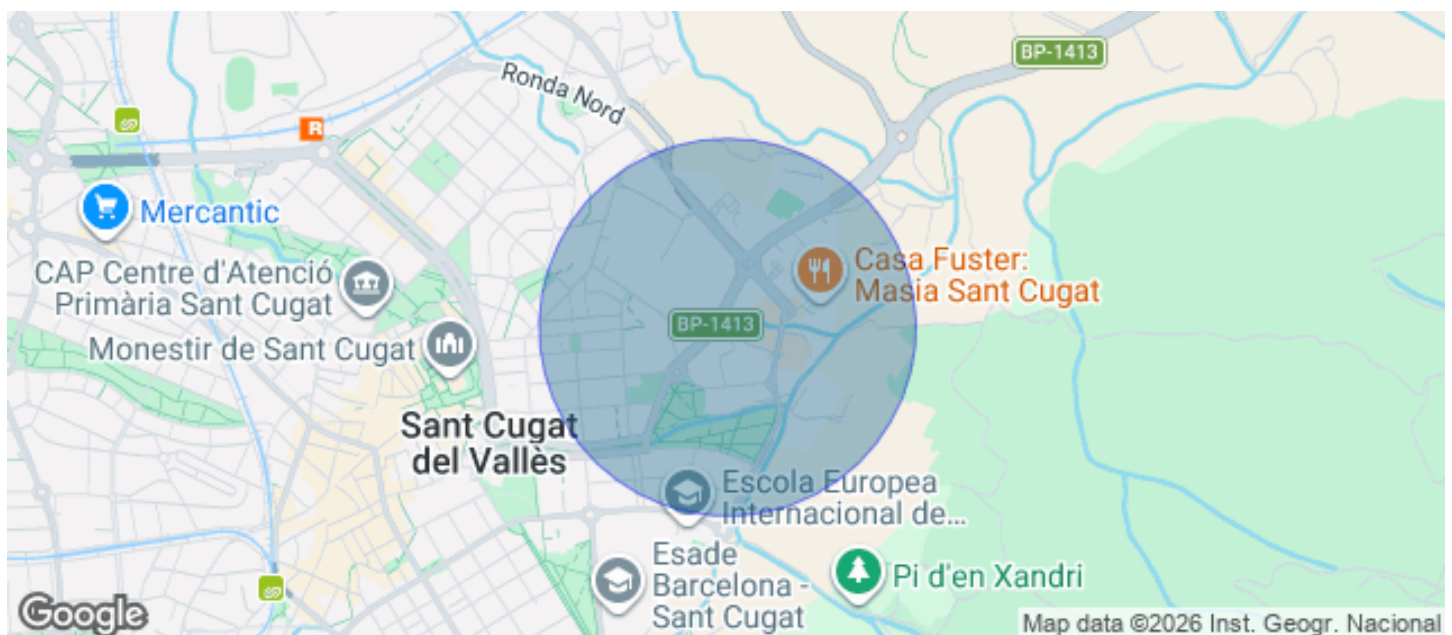 BP-1413
Ronda Nord
R
Mercantic
CAP Centre d'Atenció
Primària Sant Cugat
Casa Fuster:
Masia Sant Cugat
BP-1413
Monestir de Sant Cugat
Sant Cugat
del Vallès
Escola Europea
Internacional de...
Esade
Barcelona -
Sant Cugat
Pi d'en Xandri
Google
Map data ©2026 Inst. Geogr. Nacional